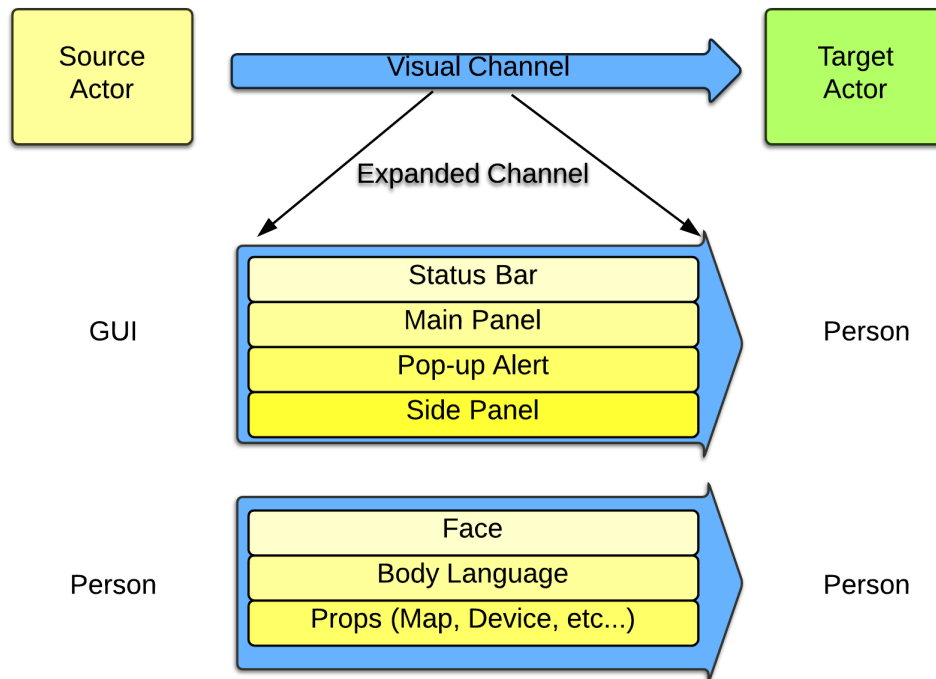 Source
Actor
Visual Channel
Target
Actor
Expanded Channel
GUI
Status Bar
Main Panel
Pop-up Alert
Side Panel
Person
Person
Face
Body Language
Props (Map, Device, etc...)
Person